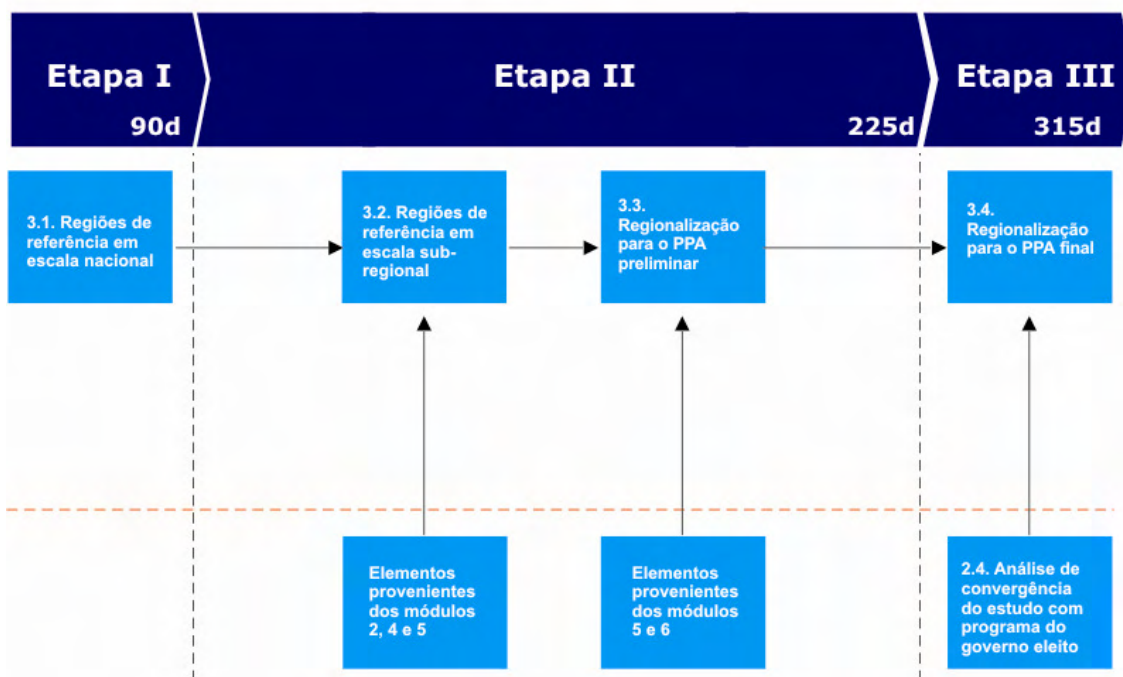 Etapa I
90d
Etapa II
225d
Etapa III
315d
3.1. Regiões de
referência em
escala nacional
3.2. Regiões de
referência em
escala sub-
regional
3.3.
Regionalização
para o PPA
preliminar
3.4.
Regionalização
para o PPA final
Elementos
provenientes
dos módulos
2, 4 e 5
Elementos
provenientes
dos módulos
5 e 6
2.4. Análise de
convergência
do estudo com
programa do
governo eleito